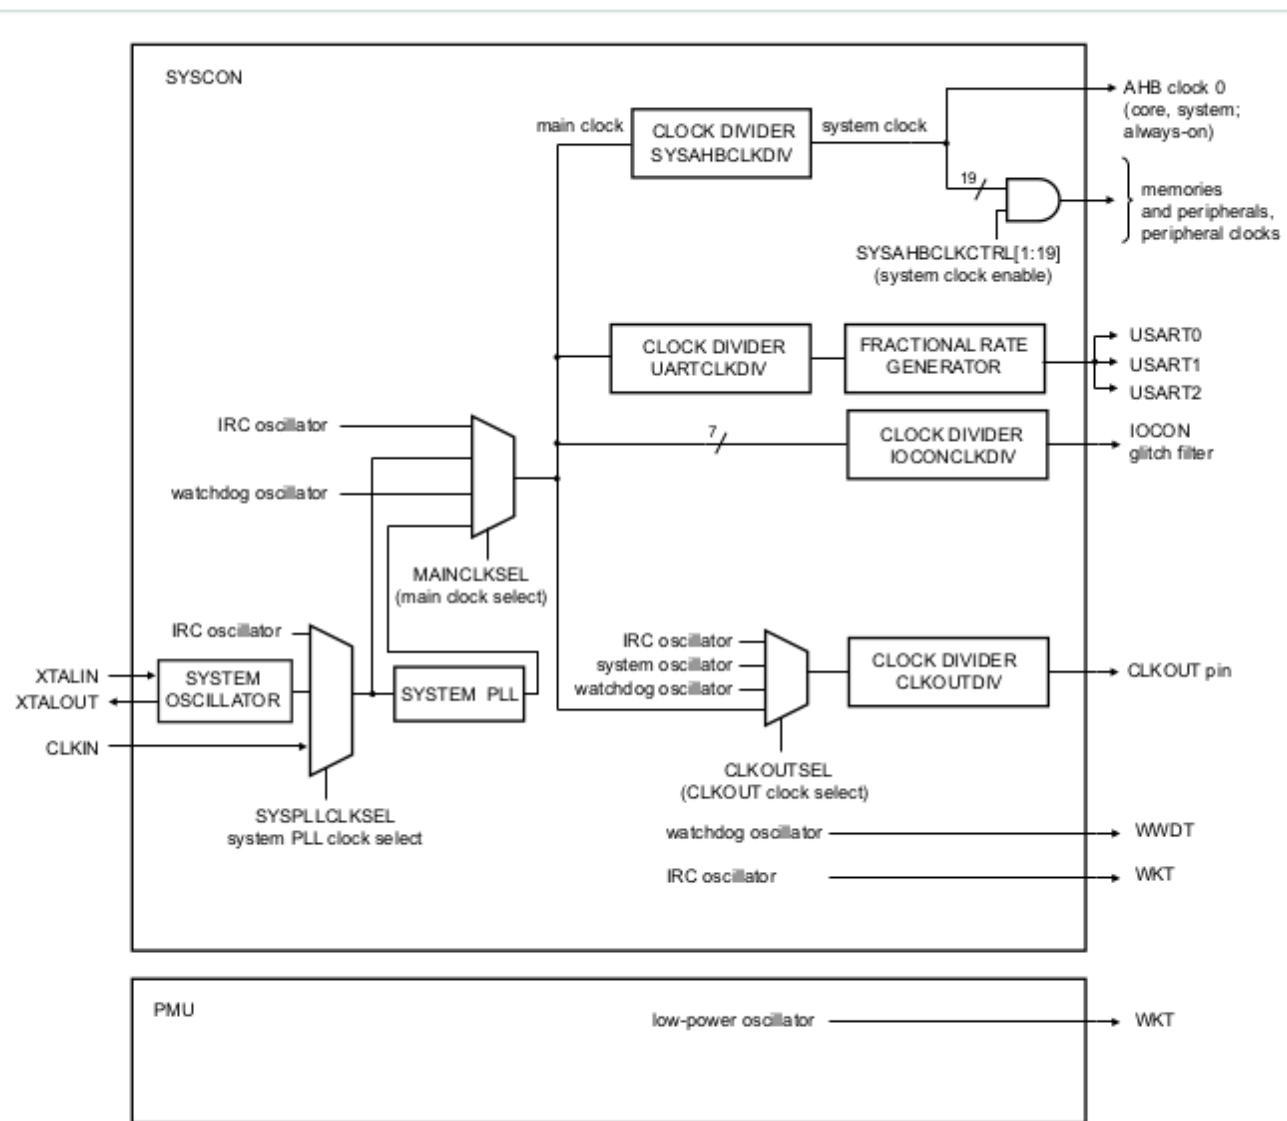 SYSCON
main clock
CLOCK DIVIDER
SYSAHBCLKDIV
system clock
AHB clock 0
(core, system;
always-on)
19
memories
and peripherals,
peripheral clocks
SYSAHBCLKCTRL[1:19]
(system clock enable)
CLOCK DIVIDER
UARTCLKDIV
FRACTIONAL RATE
GENERATOR
USART0
USART1
USART2
IRC oscillator
watchdog oscillator
7
CLOCK DIVIDER
IOCONCLKDIV
IOCON
glitch filter
MAINCLKSEL
(main clock select)
IRC oscillator
XTALIN
XTALOUT
SYSTEM
OSCILLATOR
CLKIN
SYSTEM PLL
SYSPLLCLKSEL
system PLL clock select
IRC oscillator
system oscillator
watchdog oscillator
CLOCK DIVIDER
CLKOUTDIV
CLKOUT pin
CLKOUTSEL
(CLKOUT clock select)
watchdog oscillator
WWDT
IRC oscillator
WKT
PMU
low-power oscillator
WKT